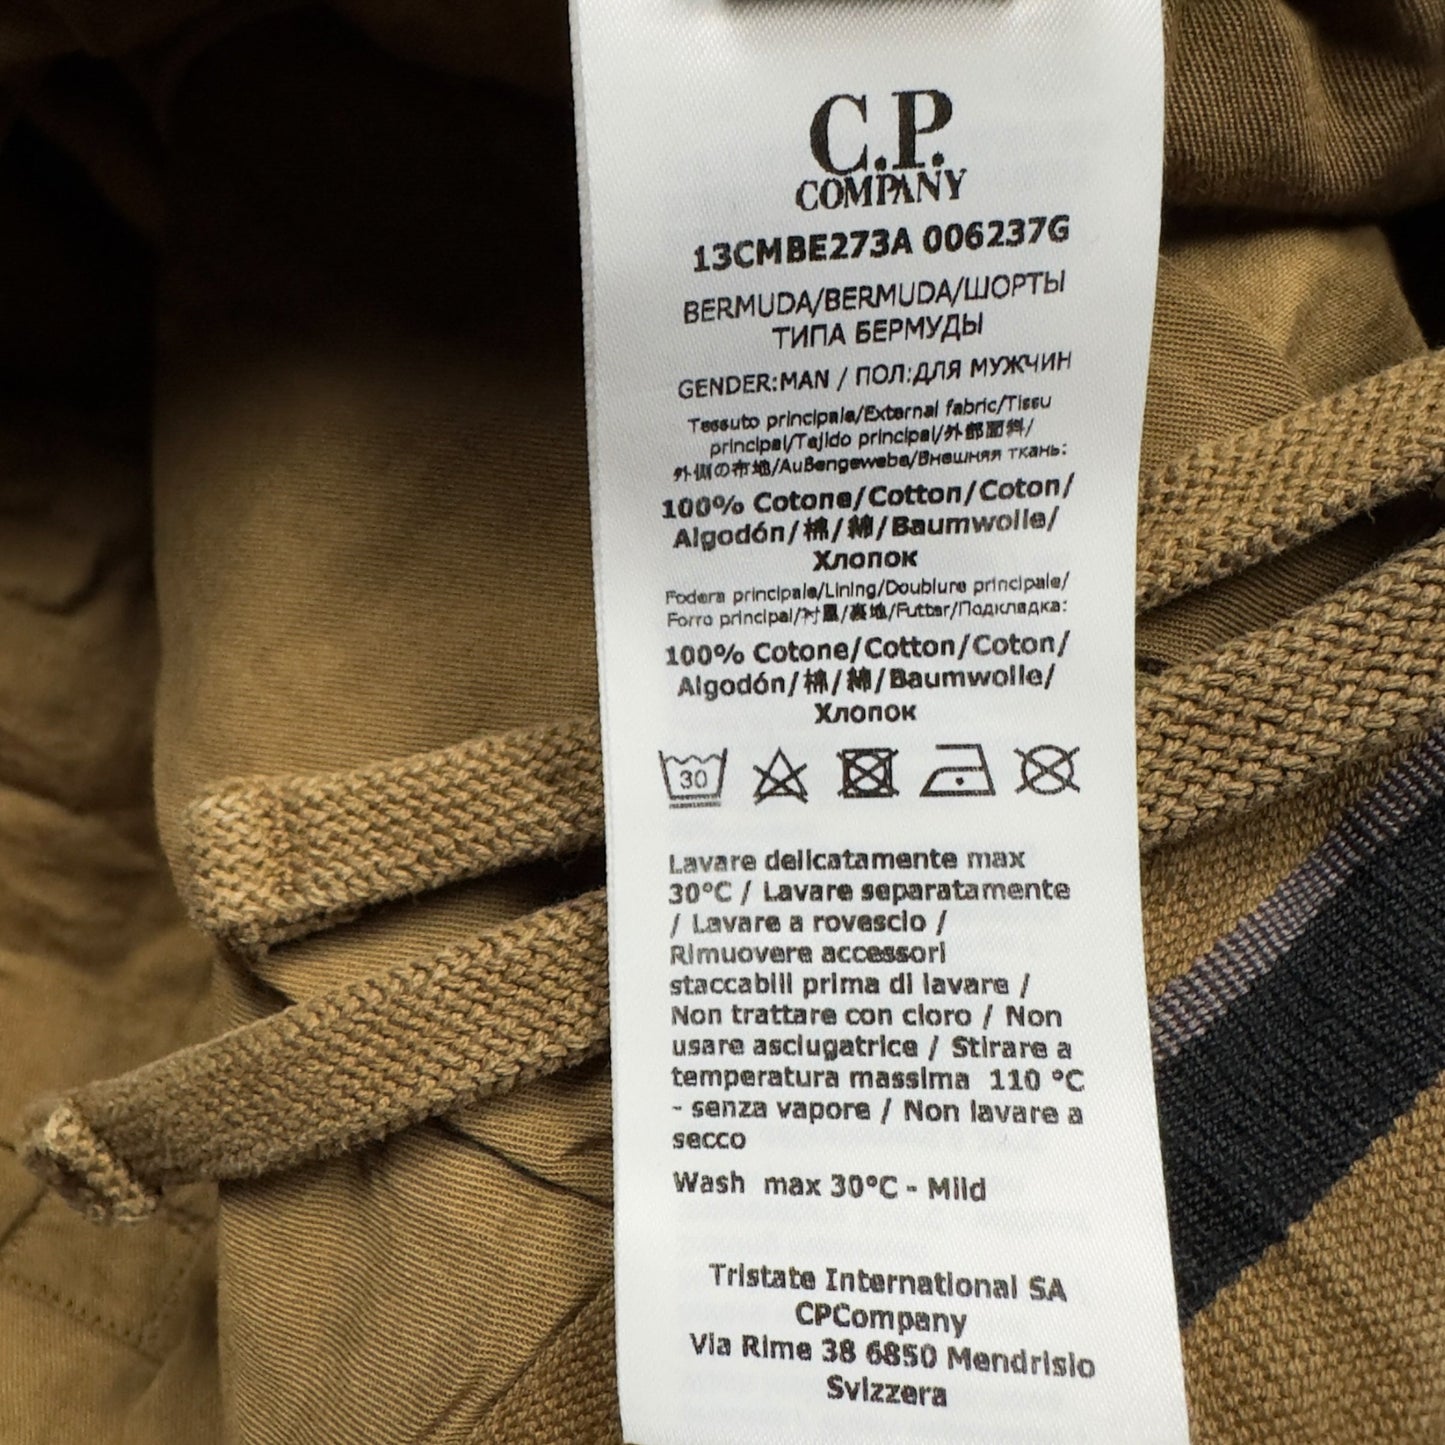 C.P.
COMPANY
13CMBE273A 006237G
BERMUDA/BERMUDA/ШОРТЫ
ТИПА БЕРМУДЫ
GENDER:MAN / ПОЛ:ДЛЯ МУЖЧИН
Tessuto principale/External fabric/Tissu
principal/Tejido principal/外部面料/
外側の布地/Außengewebe/Внешняя ткань:
100% Cotone/Cotton/Coton/
Algodón/棉/綿/Baumwolle/
Хлопок
Fodera principale/Lining/Doublure principale/
Forro principal/衬里/裏地/Futter/Подкладка:
100% Cotone/Cotton/Coton/
Algodón/棉/綿/Baumwolle/
Хлопок
30
Lavare delicatamente max
30°C / Lavare separatamente
/ Lavare a rovescio /
Rimuovere accessori
staccabili prima di lavare /
Non trattare con cloro / Non
usare asciugatrice / Stirare a
temperatura massima 110 °C
- senza vapore / Non lavare a
secco
Wash max 30°C - Mild
Tristate International SA
CPCompany
Via Rime 38 6850 Mendrisio
Svizzera